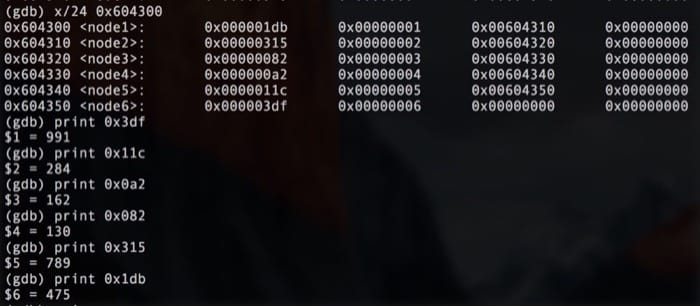 (gdb) x/24 0x604300
0x604300 <node1>: 0x000001db 0x00000001 0x00604310 0x00000000
0x604310 <node2>: 0x00000315 0x00000002 0x00604320 0x00000000
0x604320 <node3>: 0x00000082 0x00000003 0x00604330 0x00000000
0x604330 <node4>: 0x000000a2 0x00000004 0x00604340 0x00000000
0x604340 <node5>: 0x0000011c 0x00000005 0x00604350 0x00000000
0x604350 <node6>: 0x000003df 0x00000006 0x00000000 0x00000000
(gdb) print 0x3df
$1 = 991
(gdb) print 0x11c
$2 = 284
(gdb) print 0x0a2
$3 = 162
(gdb) print 0x082
$4 = 130
(gdb) print 0x315
$5 = 789
(gdb) print 0x1db
$6 = 475